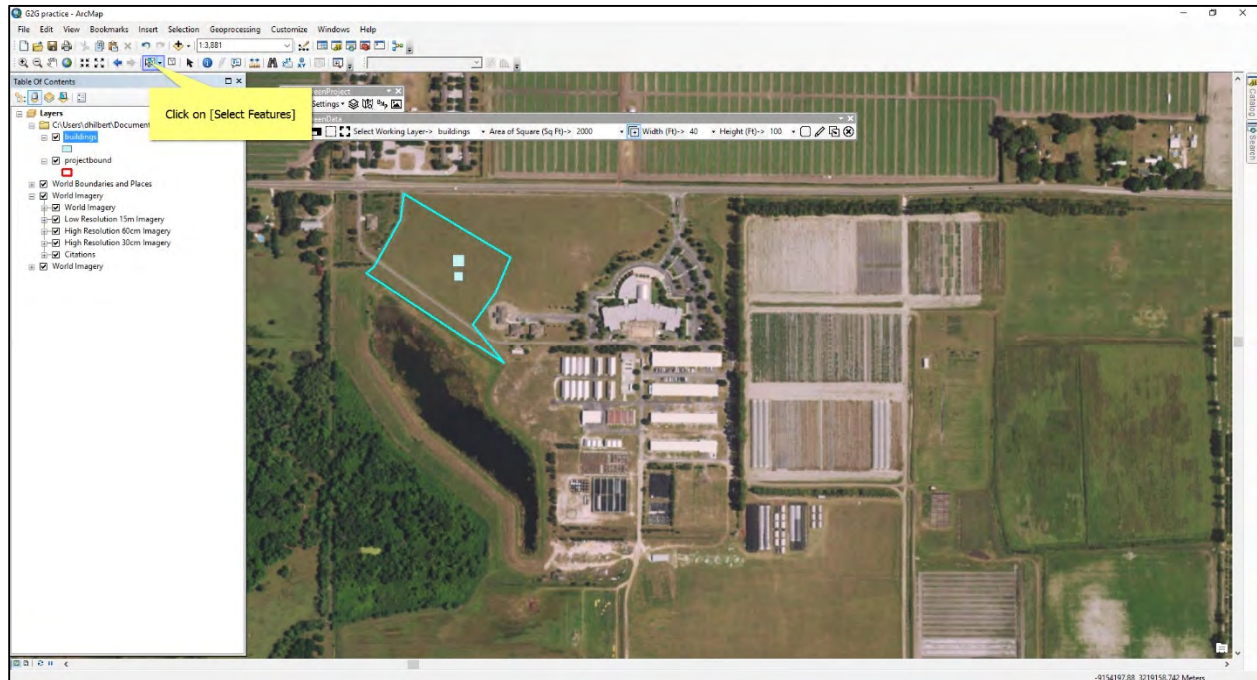 G2G practice - ArcMap
File Edit View Bookmarks Insert Selection Geoprocessing Customize Windows Help
1:3,881
Table Of Contents
Click on [Select Features]
Layers
C:\Users\dhilbert\Document
buildings
projectbound
World Boundaries and Places
World Imagery
World Imagery
Low Resolution 15m Imagery
High Resolution 60cm Imagery
High Resolution 30cm Imagery
Citations
World Imagery
eenProject
Settings
eenData
Select Working Layer-> buildings Area of Square (Sq Ft)-> 2000 Width (Ft)-> 40 Height (Ft)-> 100
Catalog
Search
-9154197.88 3219158.742 Meters